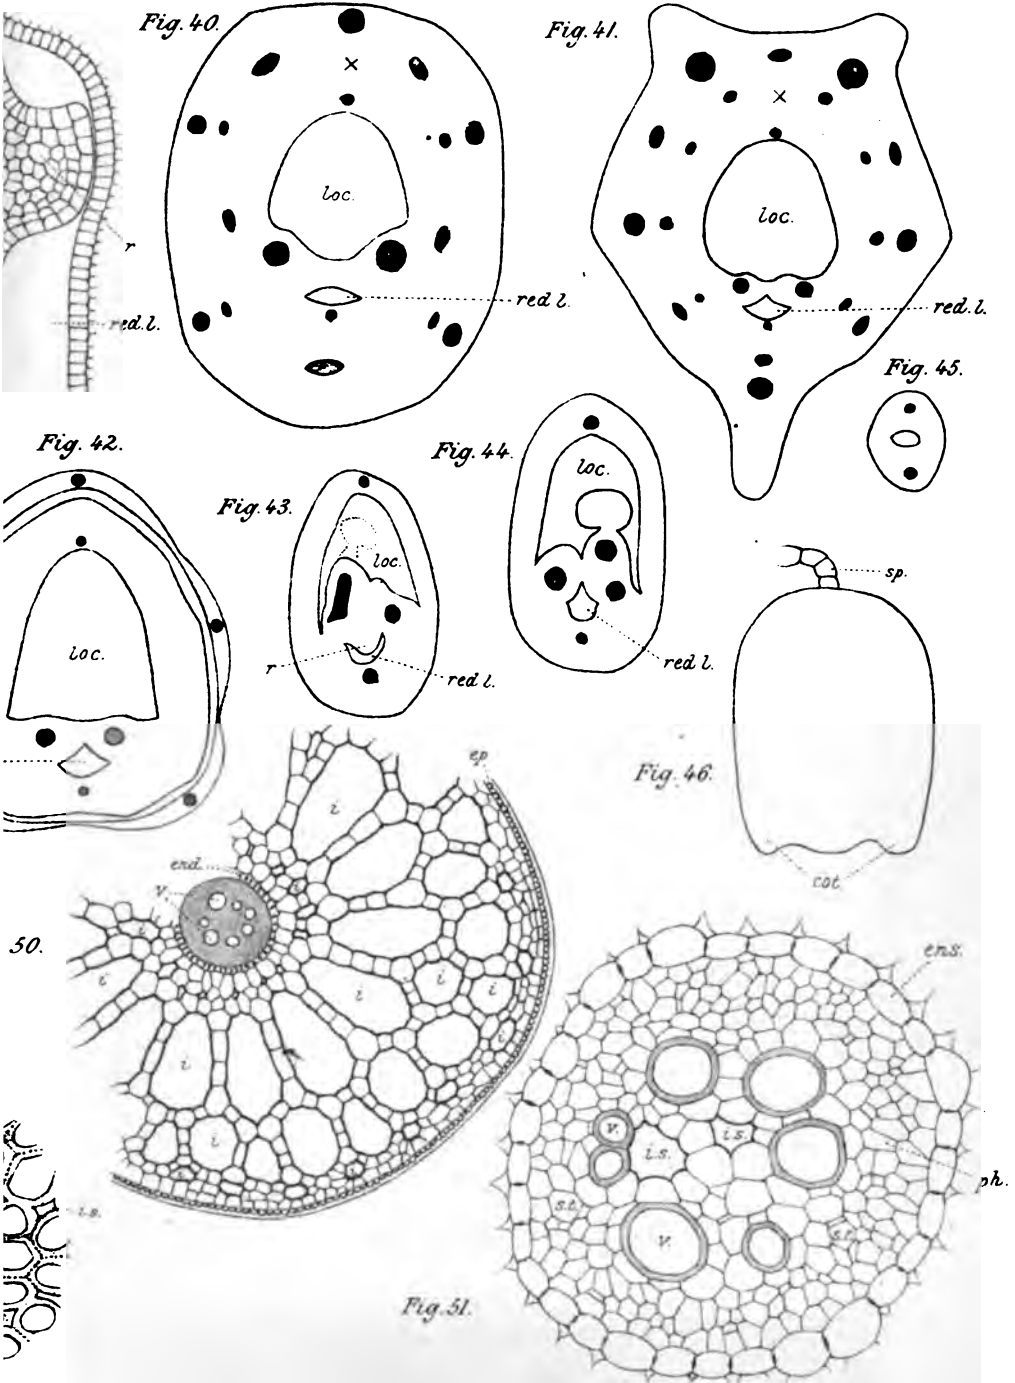 Fig. 40.
Fig. 41.
loc.
r
red. l.
red l.
loc.
red. l.
Fig. 45.
Fig. 42.
Fig. 43.
Fig. 44.
loc.
loc.
loc.
r
red l.
red l.
sp.
Fig. 46.
cot.
ep.
i
end.
v.
i
i
i
50.
i
i
i
i
i
i
i
i
ens.
v.
i.s.
i.s.
ph.
s.t.
v.
s.t.
i.s.
Fig. 51.